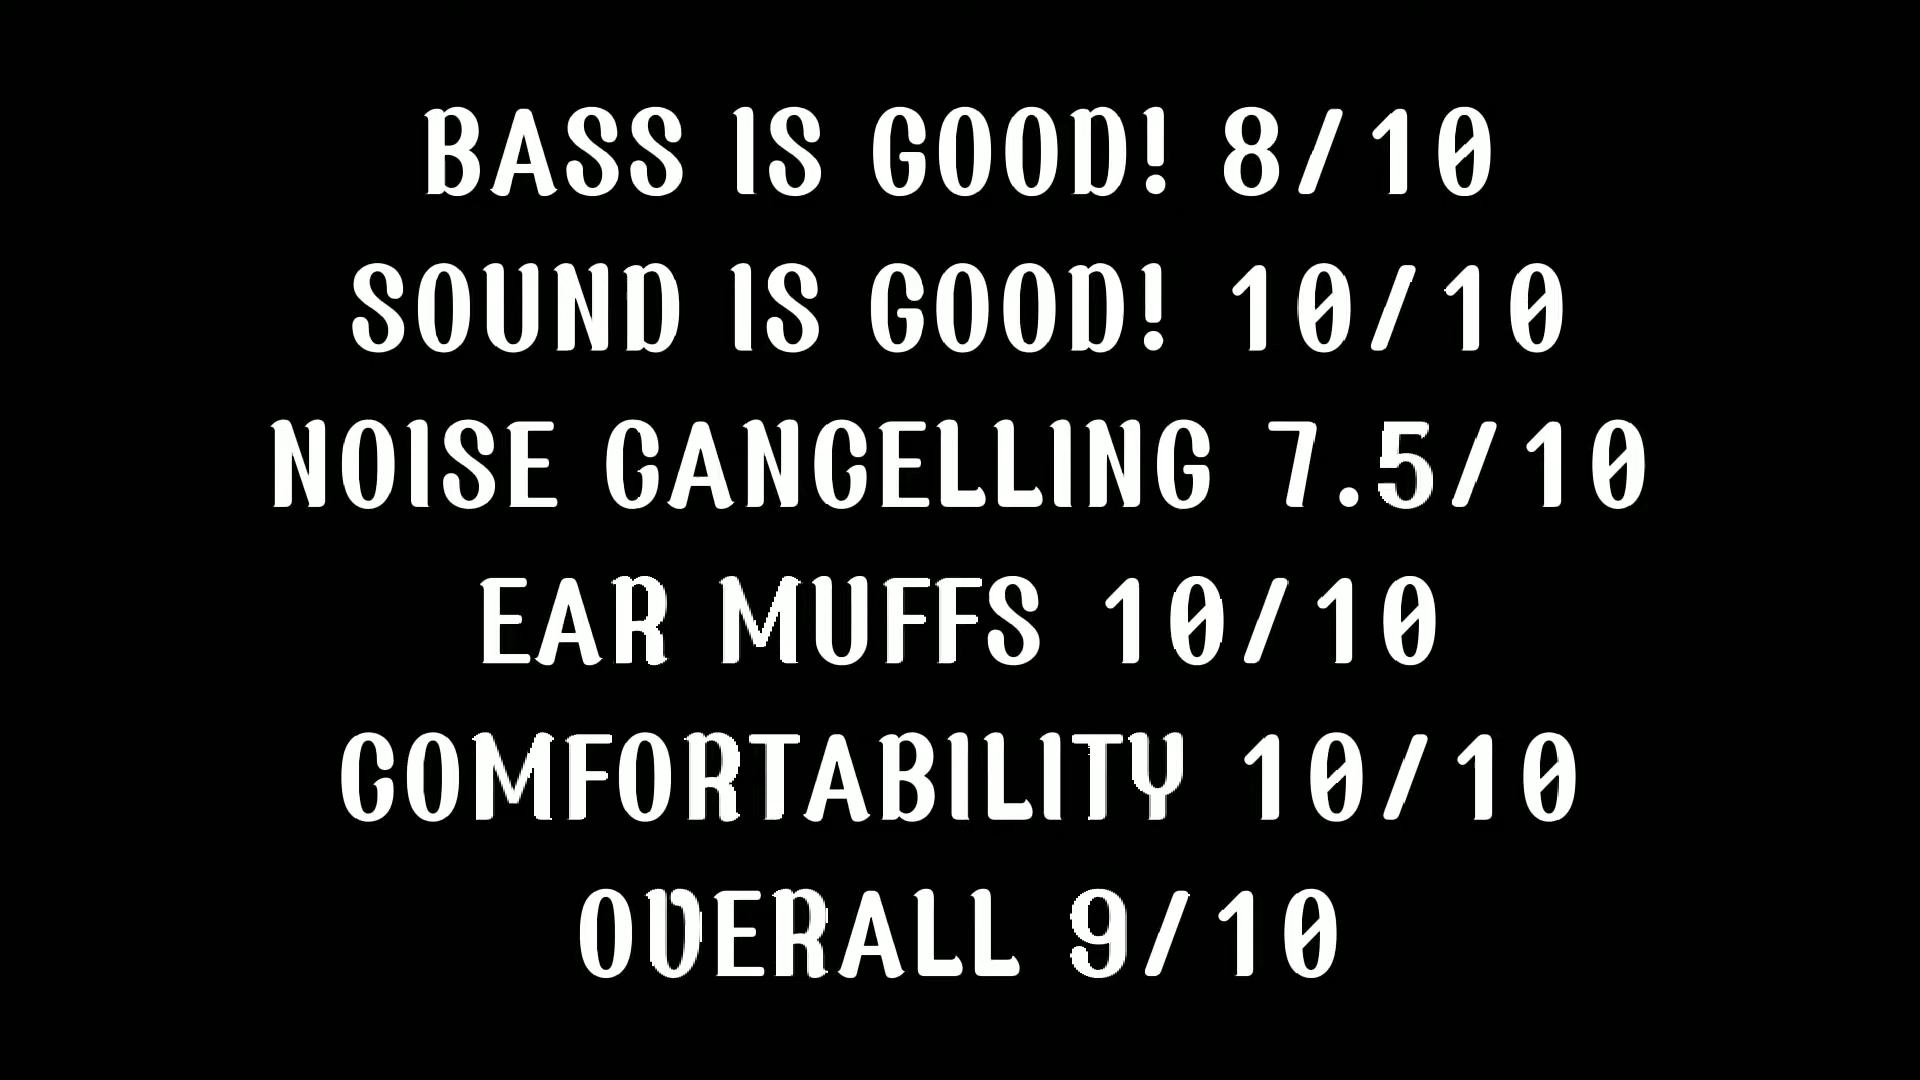 BASS IS GOOD! 8/10
SOUND IS GOOD! 10/10
NOISE CANCELLING 7.5/10
EAR MUFFS 10/10
COMFORTABILITY 10/10
OVERALL 9/10